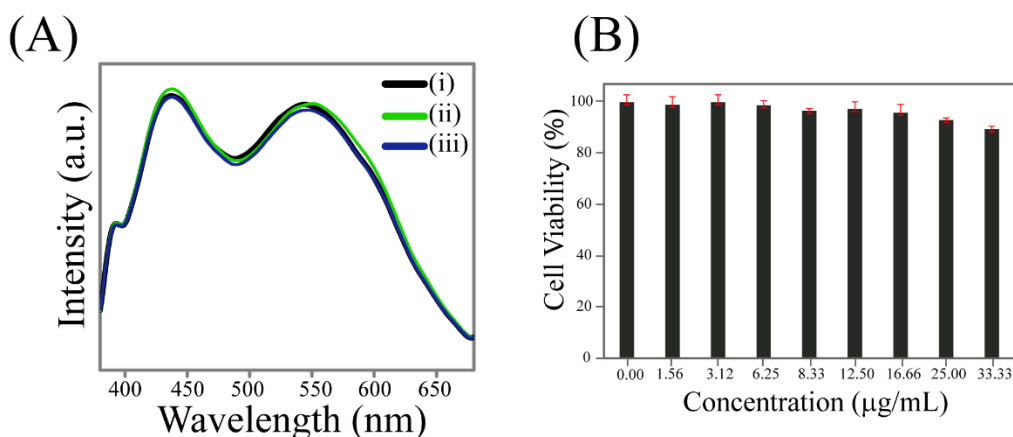 (A)
(i)
(ii)
(iii)
Intensity (a.u.)
400 450 500 550 600 650
Wavelength (nm)
(B)
100
80
60
40
20
0
Cell Viability (%)
0.00 1.56 3.12 6.25 8.33 12.50 16.66 25.00 33.33
Concentration (μg/mL)